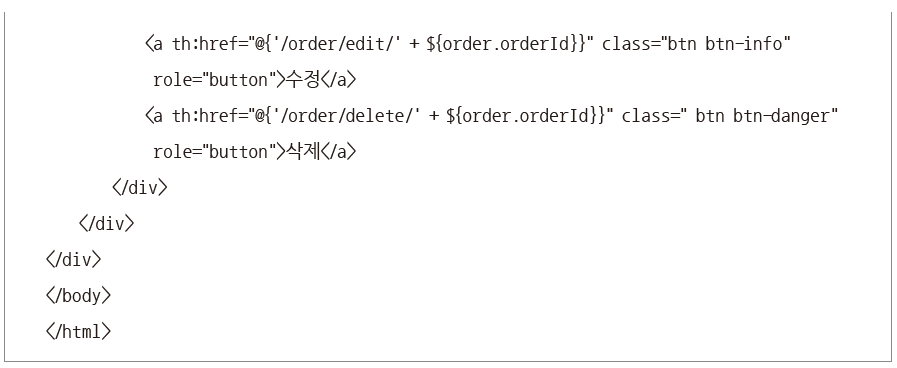 <a th:href="@{'/order/edit/' + ${order.orderId}}" class="btn btn-info"
role="button">수정</a>
<a th:href="@{'/order/delete/' + ${order.orderId}}" class=" btn btn-danger"
role="button">삭제</a>
</div>
</div>
</div>
</body>
</html>